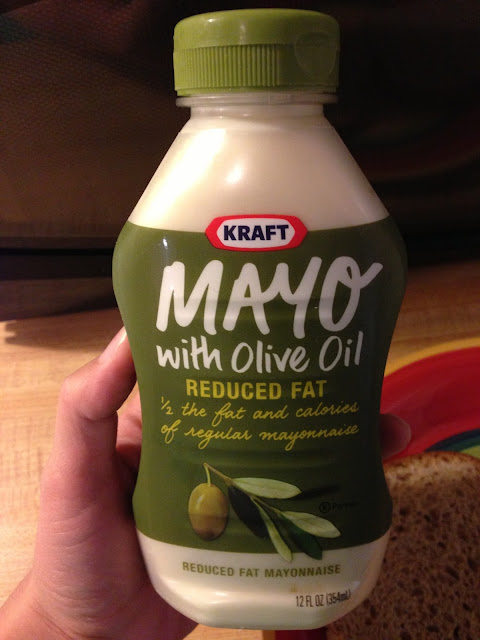 KRAFT
MAYO
with Olive Oil
REDUCED FAT
1/2 the fat and calories
of regular mayonnaise
REDUCED FAT MAYONNAISE
12 FL OZ (354mL)